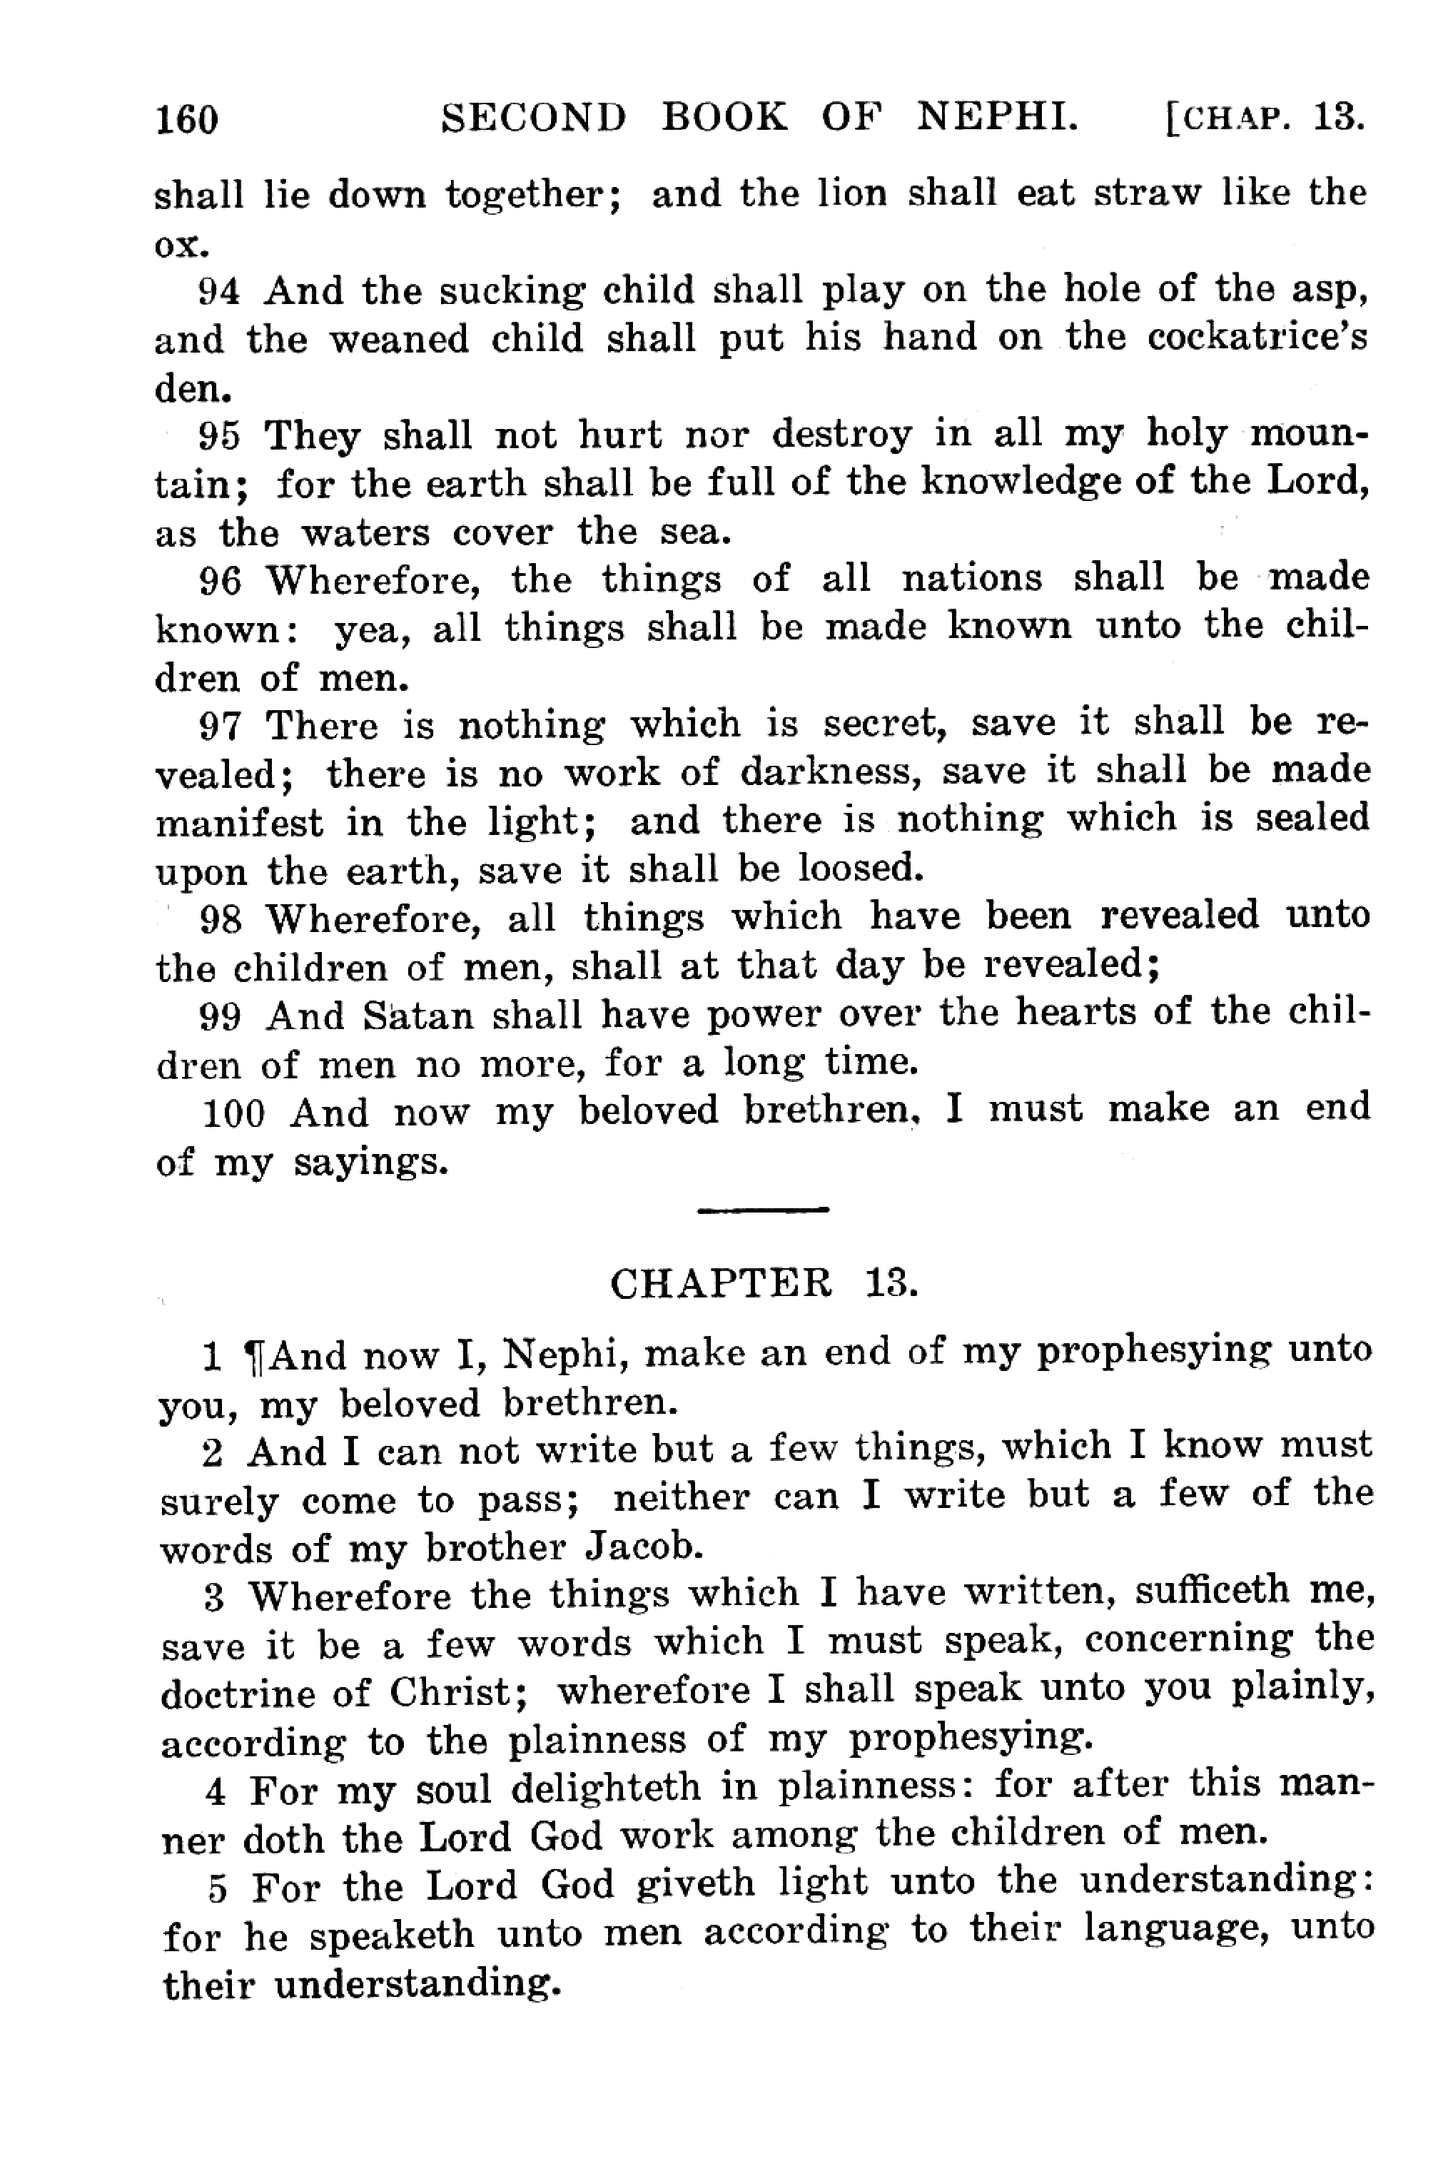 160 SECOND BOOK OF NEPHI. [CHAP. 13.
shall lie down together; and the lion shall eat straw like the
ox.
94 And the sucking child shall play on the hole of the asp,
and the weaned child shall put his hand on the cockatrice's
den.
95 They shall not hurt nor destroy in all my holy moun-
tain; for the earth shall be full of the knowledge of the Lord,
as the waters cover the sea.
96 Wherefore, the things of all nations shall be made
known: yea, all things shall be made known unto the chil-
dren of men.
97 There is nothing which is secret, save it shall be re-
vealed; there is no work of darkness, save it shall be made
manifest in the light; and there is nothing which is sealed
upon the earth, save it shall be loosed.
98 Wherefore, all things which have been revealed unto
the children of men, shall at that day be revealed;
99 And Satan shall have power over the hearts of the chil-
dren of men no more, for a long time.
100 And now my beloved brethren, I must make an end
of my sayings.
CHAPTER 13.
1 ¶And now I, Nephi, make an end of my prophesying unto
you, my beloved brethren.
2 And I can not write but a few things, which I know must
surely come to pass; neither can I write but a few of the
words of my brother Jacob.
3 Wherefore the things which I have written, sufficeth me,
save it be a few words which I must speak, concerning the
doctrine of Christ; wherefore I shall speak unto you plainly,
according to the plainness of my prophesying.
4 For my soul delighteth in plainness: for after this man-
ner doth the Lord God work among the children of men.
5 For the Lord God giveth light unto the understanding:
for he speaketh unto men according to their language, unto
their understanding.